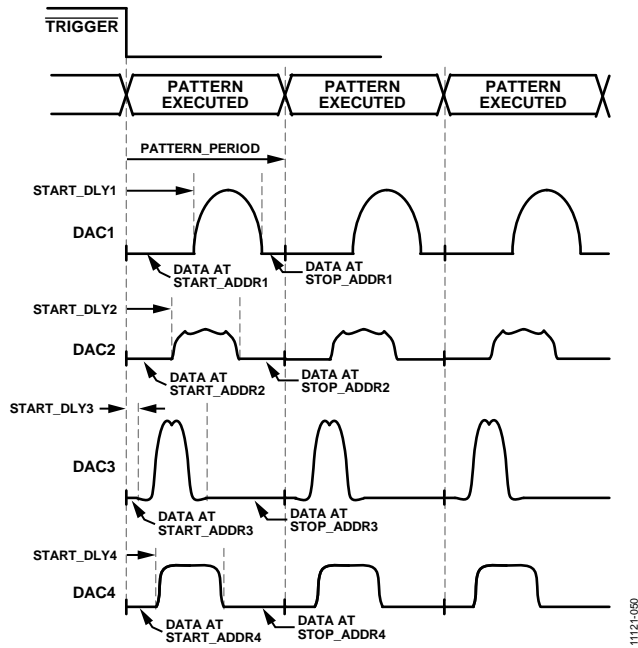 TRIGGER
PATTERN
EXECUTED
PATTERN
EXECUTED
PATTERN
EXECUTED
PATTERN_PERIOD
START_DLY1
DAC1
DATA AT
START_ADDR1
DATA AT
STOP_ADDR1
START_DLY2
DAC2
DATA AT
START_ADDR2
DATA AT
STOP_ADDR2
START_DLY3
DAC3
DATA AT
START_ADDR3
DATA AT
STOP_ADDR3
START_DLY4
DAC4
DATA AT
START_ADDR4
DATA AT
STOP_ADDR4
11121-050